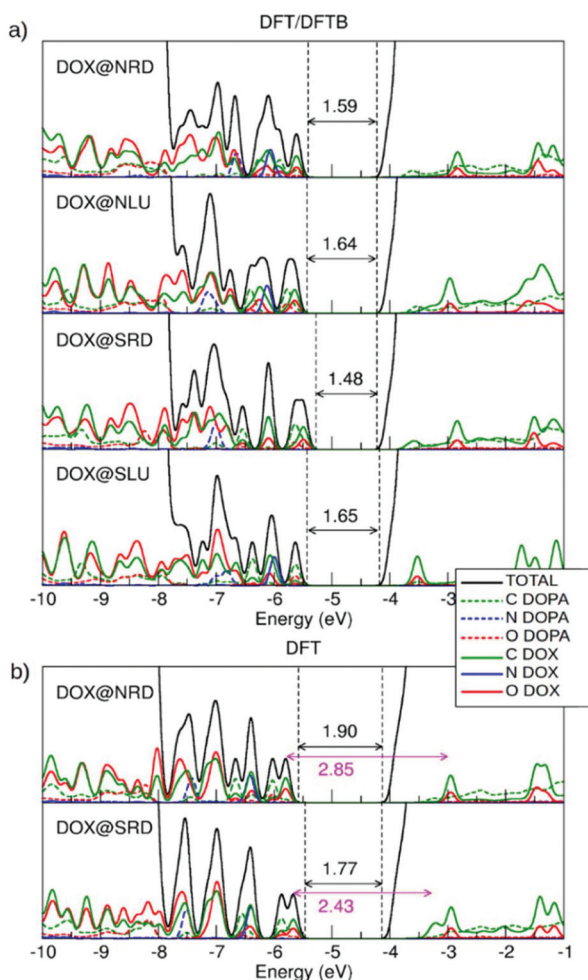 a)
DFT/DFTB
DOX@NRD
1.59
DOX@NLU
1.64
DOX@SRD
1.48
DOX@SLU
1.65
-10 -9 -8 -7 -6 -5 -4 -3 -2 -1
Energy (eV)
TOTAL
C DOPA
N DOPA
O DOPA
C DOX
N DOX
O DOX
b)
DFT
DOX@NRD
1.90
2.85
DOX@SRD
1.77
2.43
-10 -9 -8 -7 -6 -5 -4 -3 -2 -1
Energy (eV)